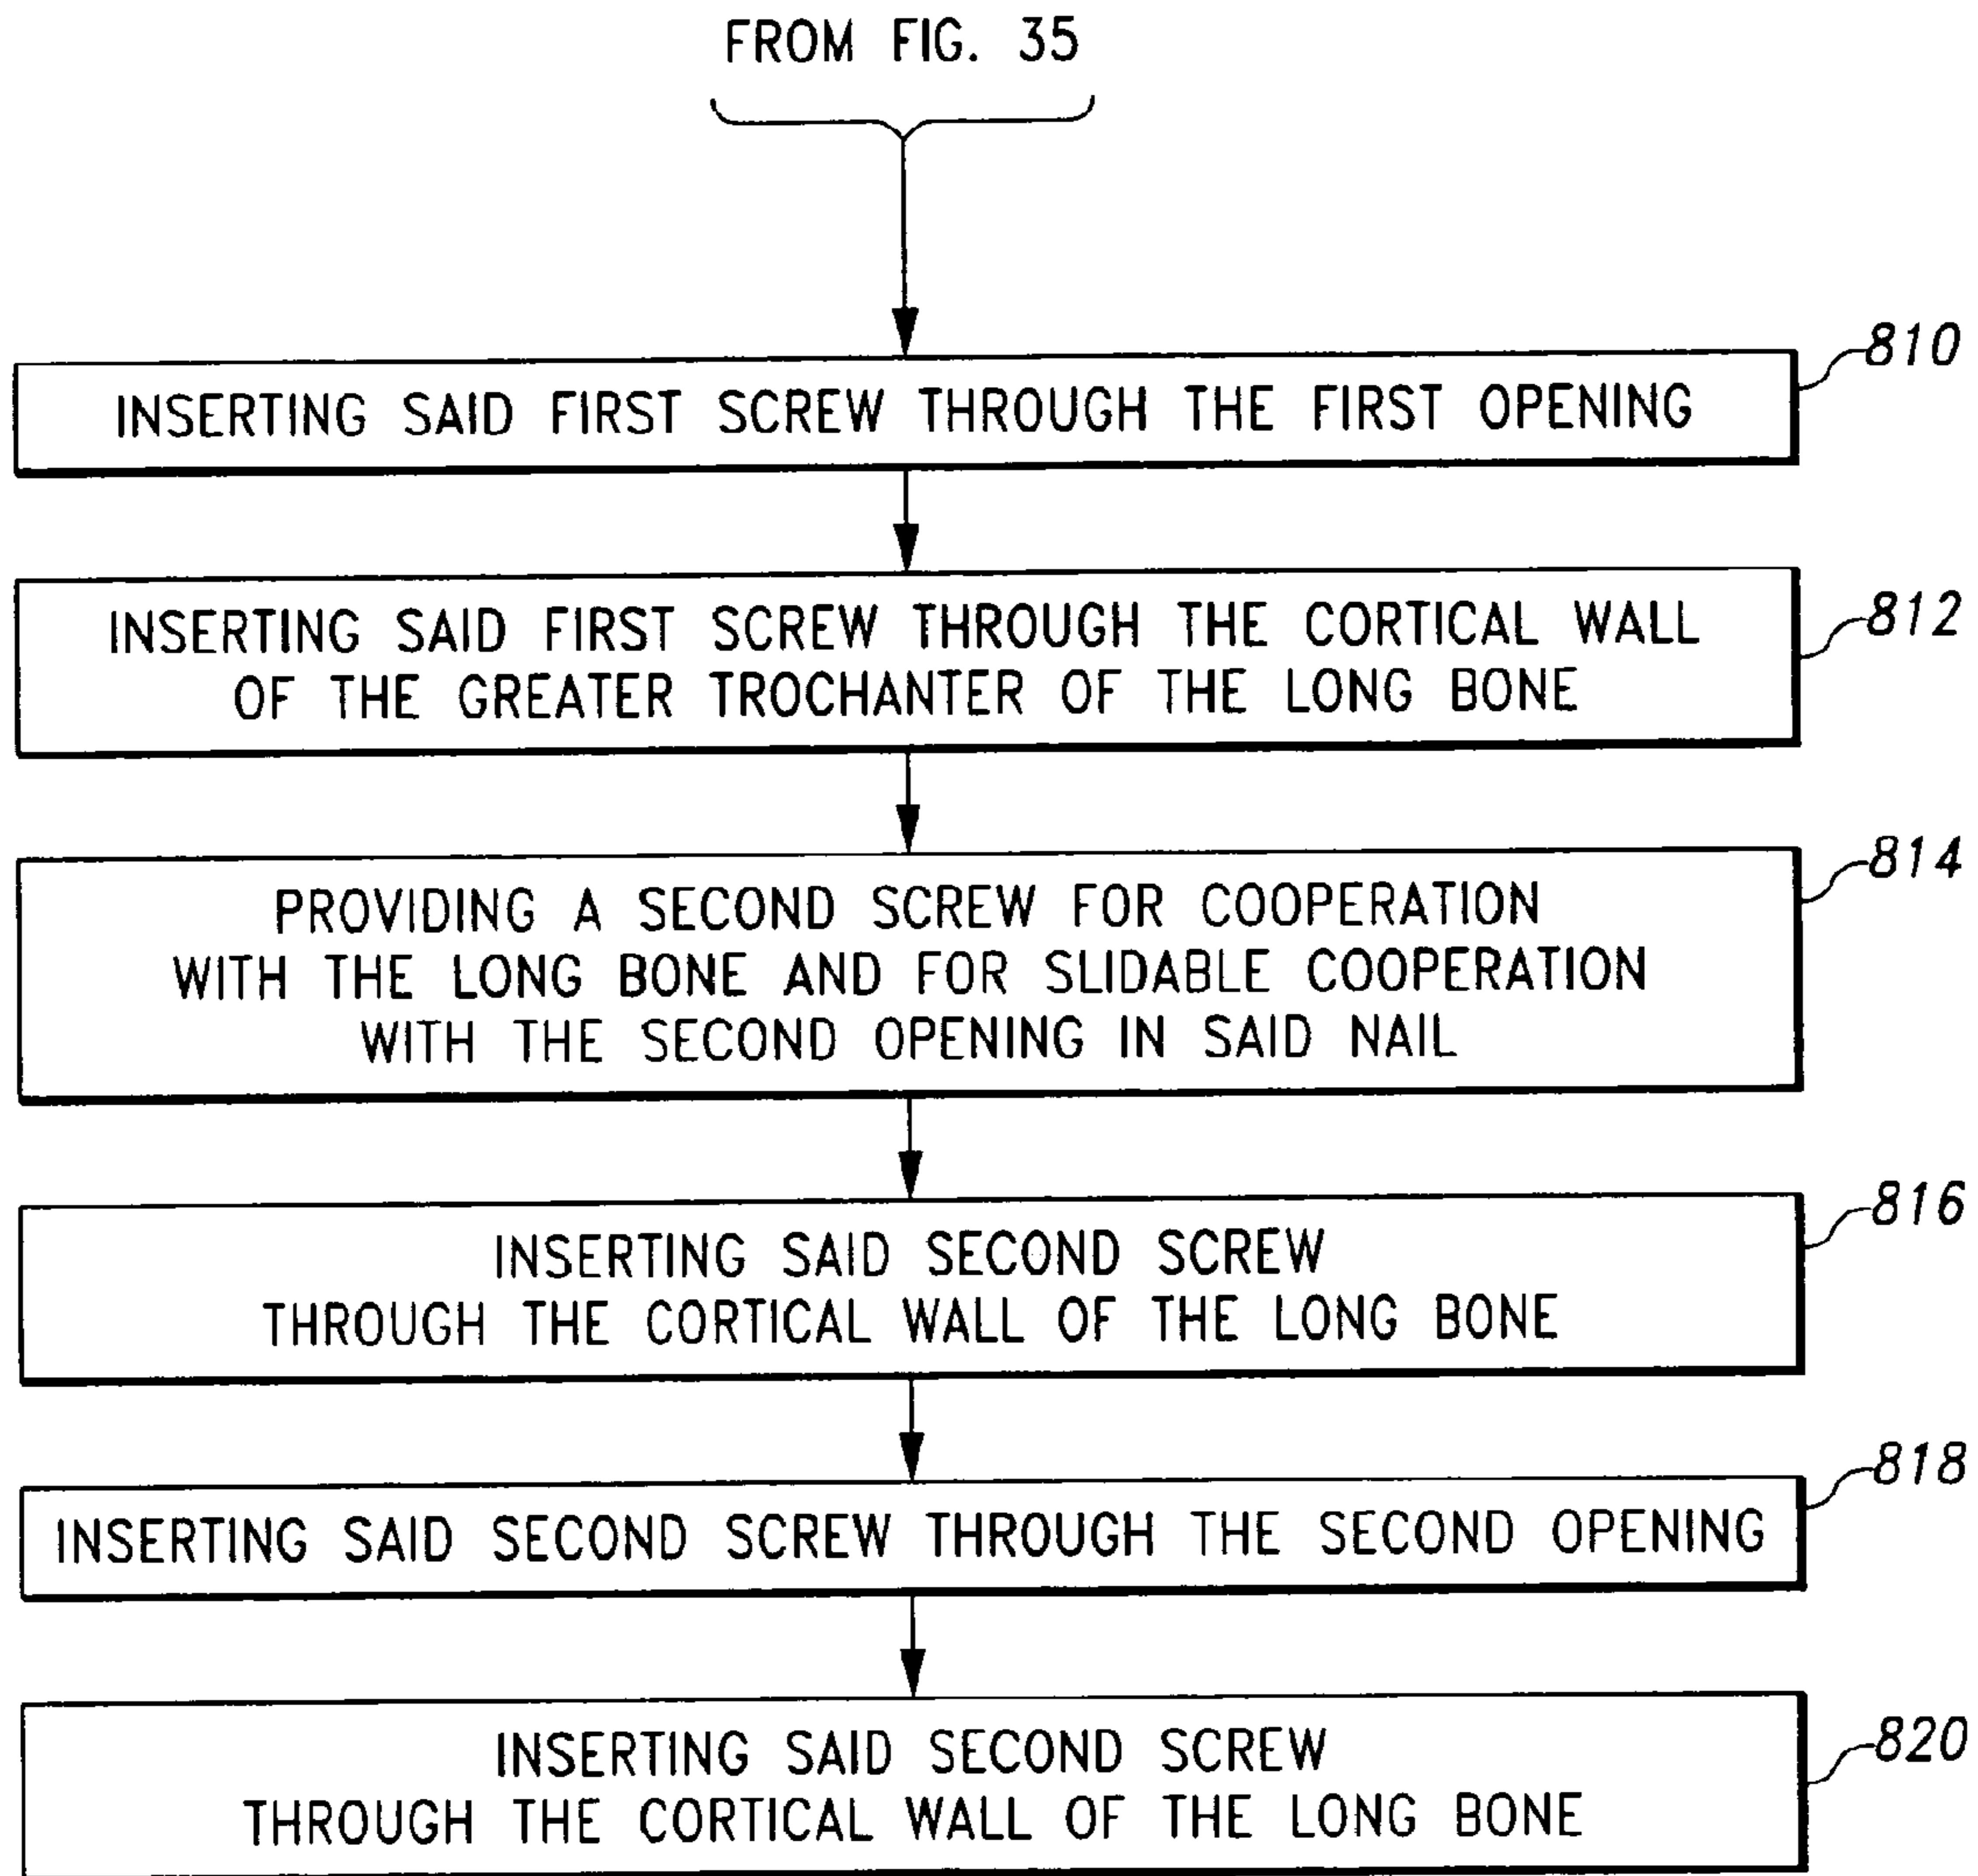 FROM FIG. 35
INSERTING SAID FIRST SCREW THROUGH THE FIRST OPENING
810
INSERTING SAID FIRST SCREW THROUGH THE CORTICAL WALL
OF THE GREATER TROCHANTER OF THE LONG BONE
812
PROVIDING A SECOND SCREW FOR COOPERATION
WITH THE LONG BONE AND FOR SLIDABLE COOPERATION
WITH THE SECOND OPENING IN SAID NAIL
814
INSERTING SAID SECOND SCREW
THROUGH THE CORTICAL WALL OF THE LONG BONE
816
INSERTING SAID SECOND SCREW THROUGH THE SECOND OPENING
818
INSERTING SAID SECOND SCREW
THROUGH THE CORTICAL WALL OF THE LONG BONE
820